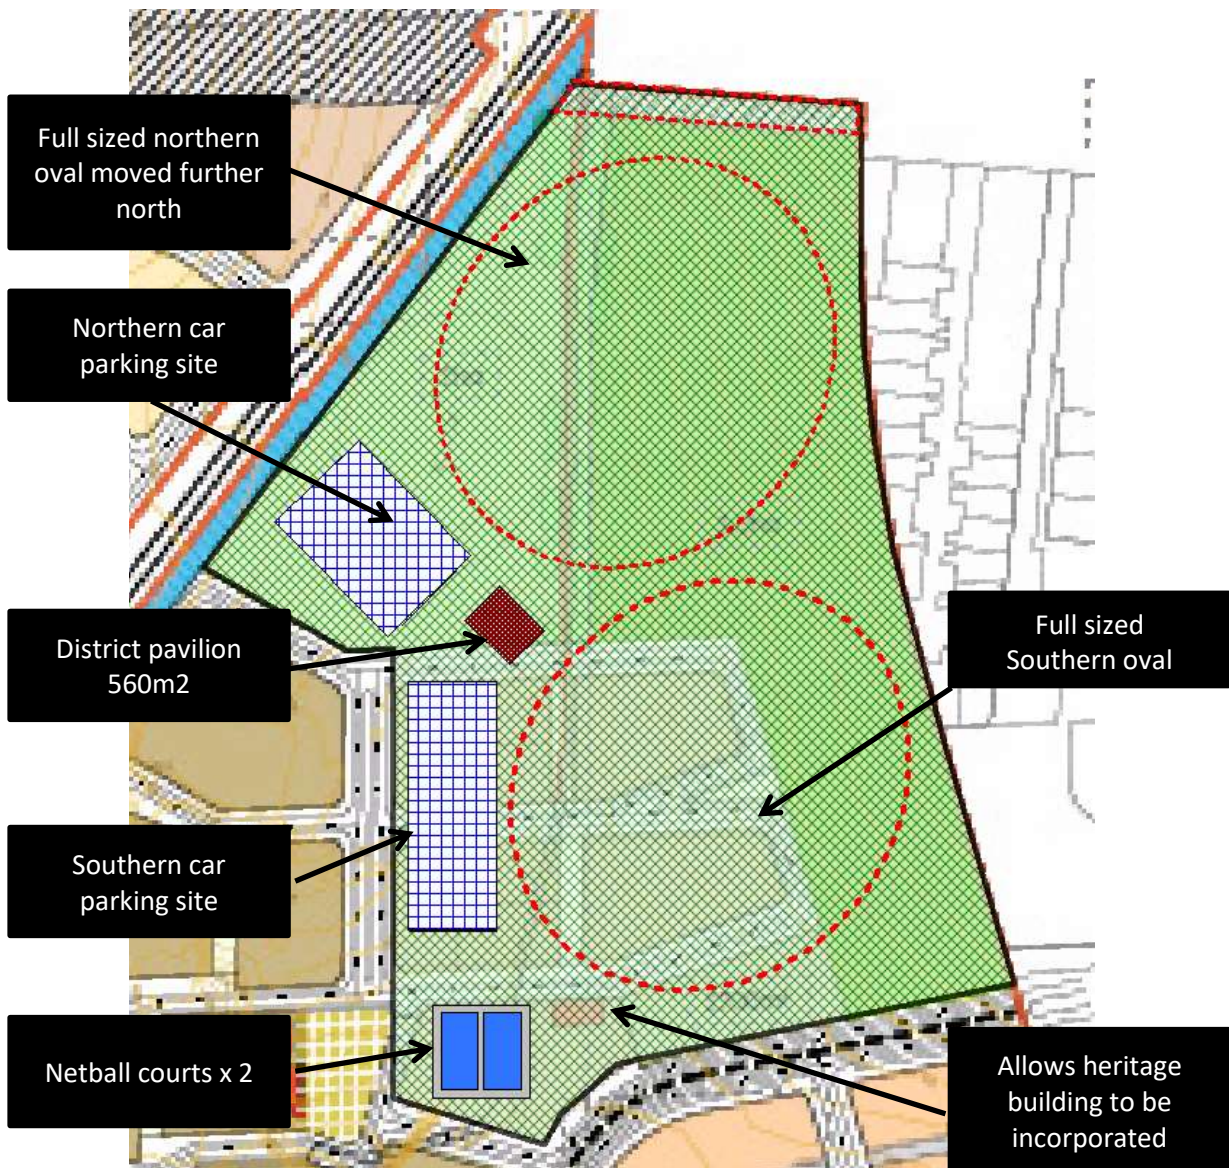 Full sized northern
oval moved further
north
Northern car
parking site
District pavilion
560m2
Full sized
Southern oval
Southern car
parking site
Netball courts x 2
Allows heritage
building to be
incorporated